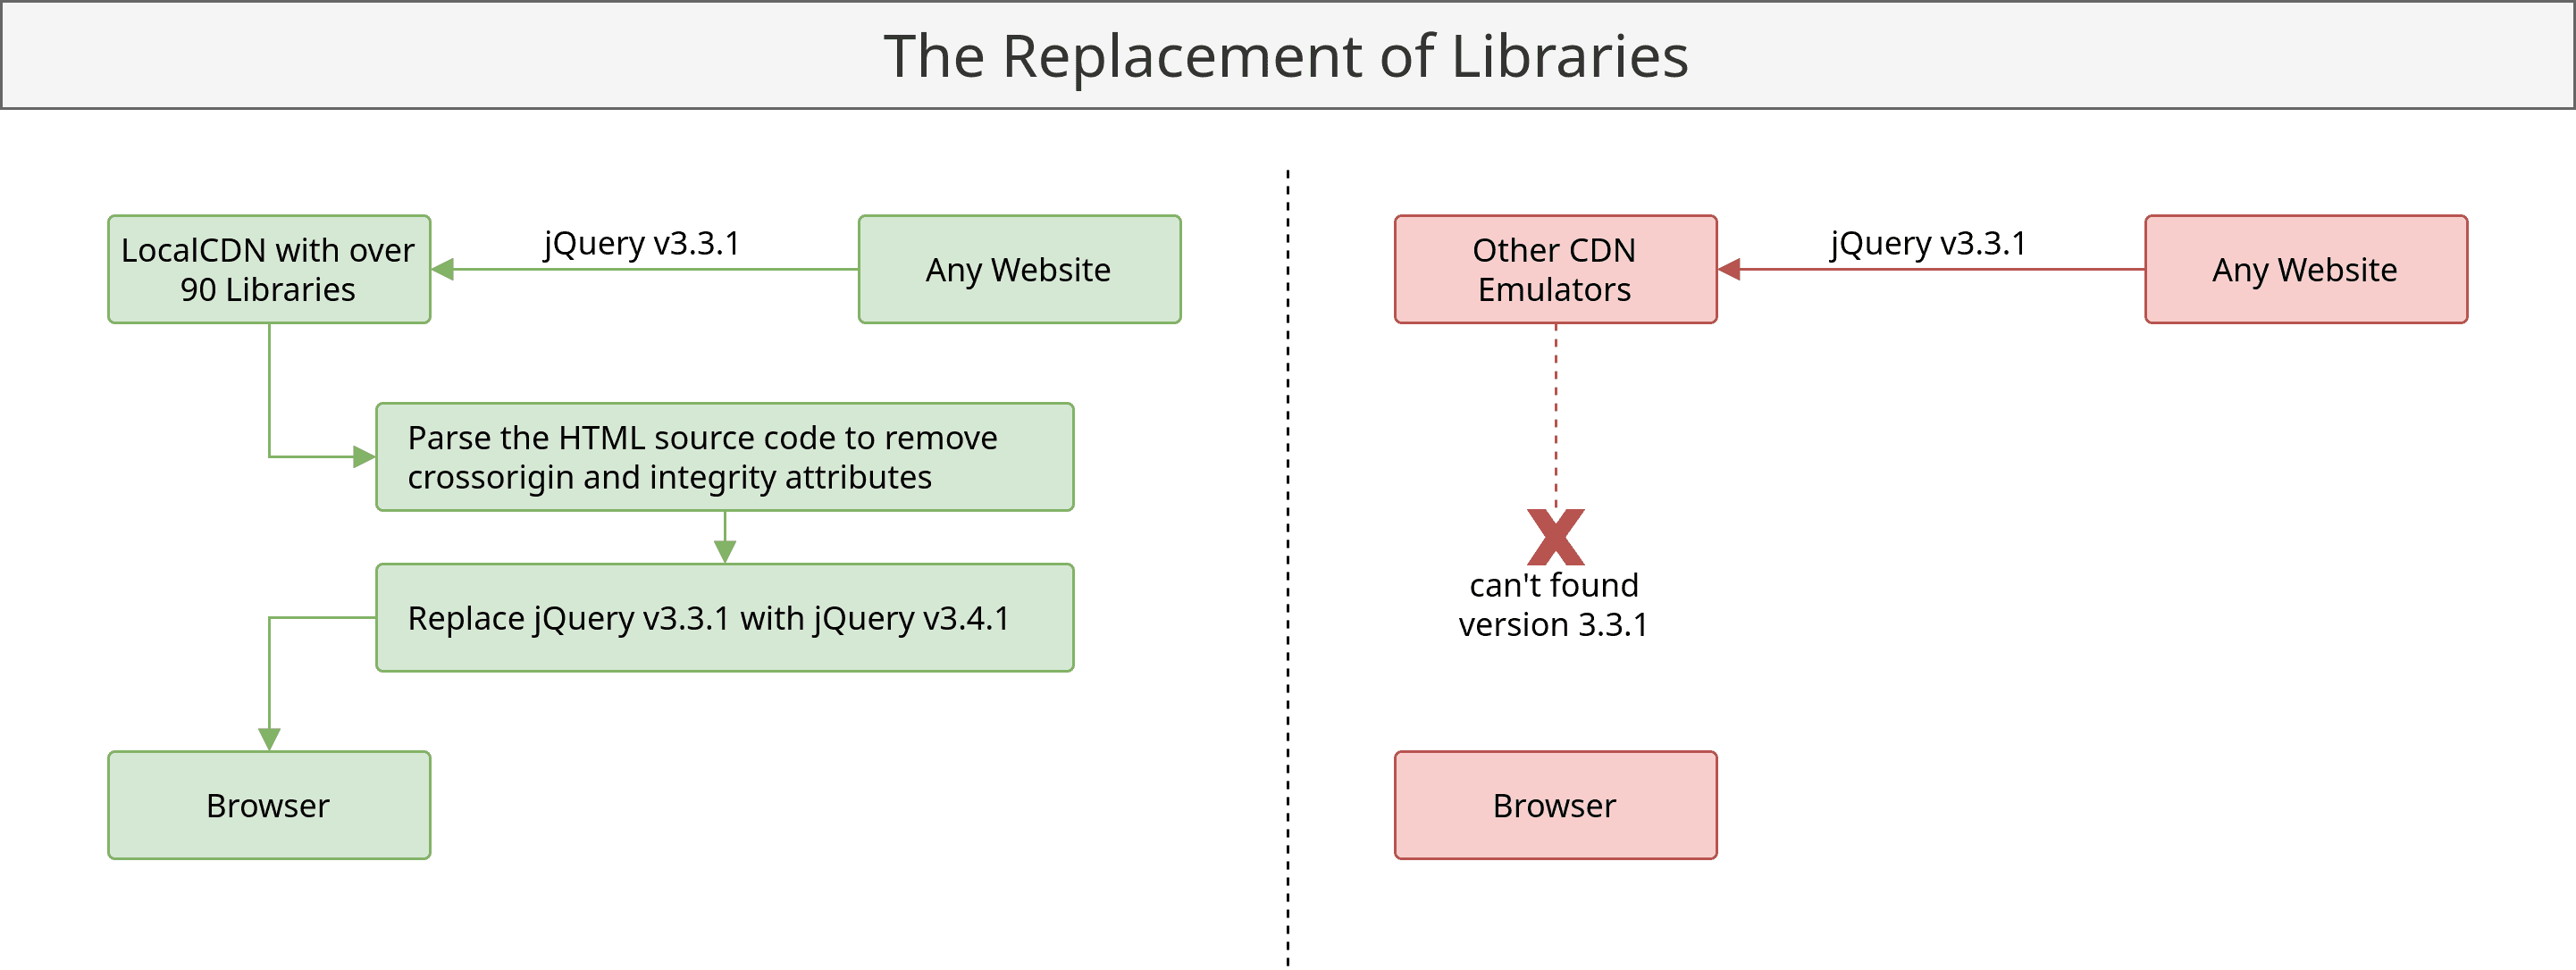 The Replacement of Libraries
LocalCDN with over
90 Libraries
jQuery v3.3.1
Any Website
Parse the HTML source code to remove
crossorigin and integrity attributes
Replace jQuery v3.3.1 with jQuery v3.4.1
Browser
Other CDN
Emulators
jQuery v3.3.1
Any Website
can't found
version 3.3.1
Browser